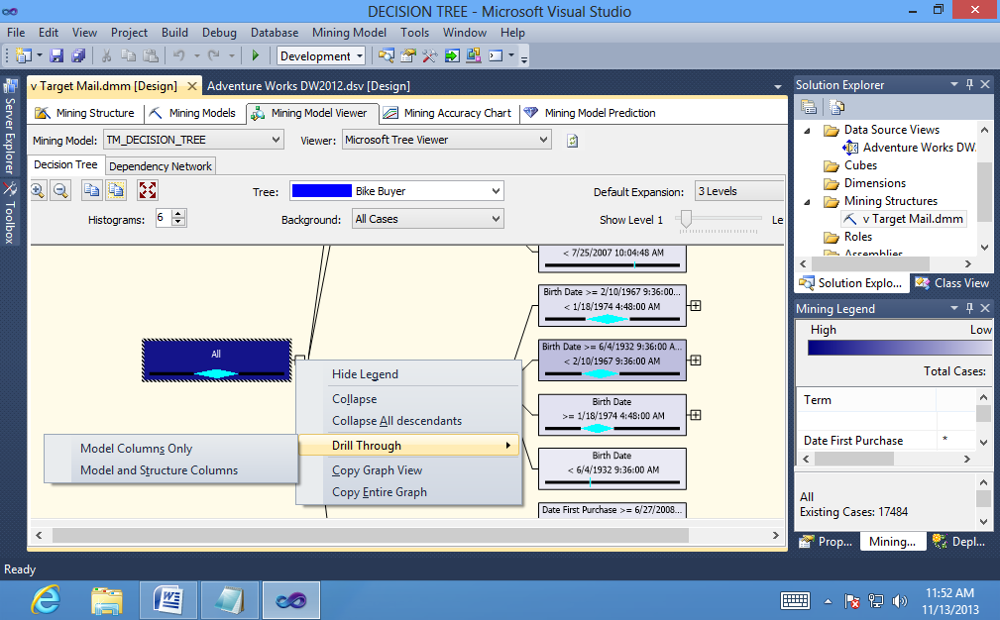 DECISION TREE - Microsoft Visual Studio
File Edit View Project Build Debug Database Mining Model Tools Window Help
Development
v Target Mail.dmm [Design] Adventure Works DW2012.dsv [Design]
Mining Structure Mining Models Mining Model Viewer Mining Accuracy Chart Mining Model Prediction
Mining Model: TM_DECISION_TREE Viewer: Microsoft Tree Viewer
Decision Tree Dependency Network
Tree: Bike Buyer Default Expansion: 3 Levels
Histograms: 6 Background: All Cases Show Level 1 Le
< 7/25/2007 10:04:48 AM
Birth Date >= 2/10/1967 9:36:00...
< 1/18/1974 4:48:00 AM
All
Birth Date >= 6/4/1932 9:36:00 A...
< 2/10/1967 9:36:00 AM
Birth Date
>= 1/18/1974 4:48:00 AM
Birth Date
< 6/4/1932 9:36:00 AM
Date First Purchase >= 6/27/2008...
Hide Legend
Collapse
Collapse All descendants
Drill Through
Copy Graph View
Copy Entire Graph
Model Columns Only
Model and Structure Columns
Server Explorer
Toolbox
Solution Explorer
Data Source Views
Adventure Works DW.
Cubes
Dimensions
Mining Structures
v Target Mail.dmm
Roles
Assemblies
Solution Explo... Class View
Mining Legend
High Low
Total Cases:
Term
Date First Purchase *
All
Existing Cases: 17484
Prop... Mining... Depl...
Ready
11:52 AM
11/13/2013